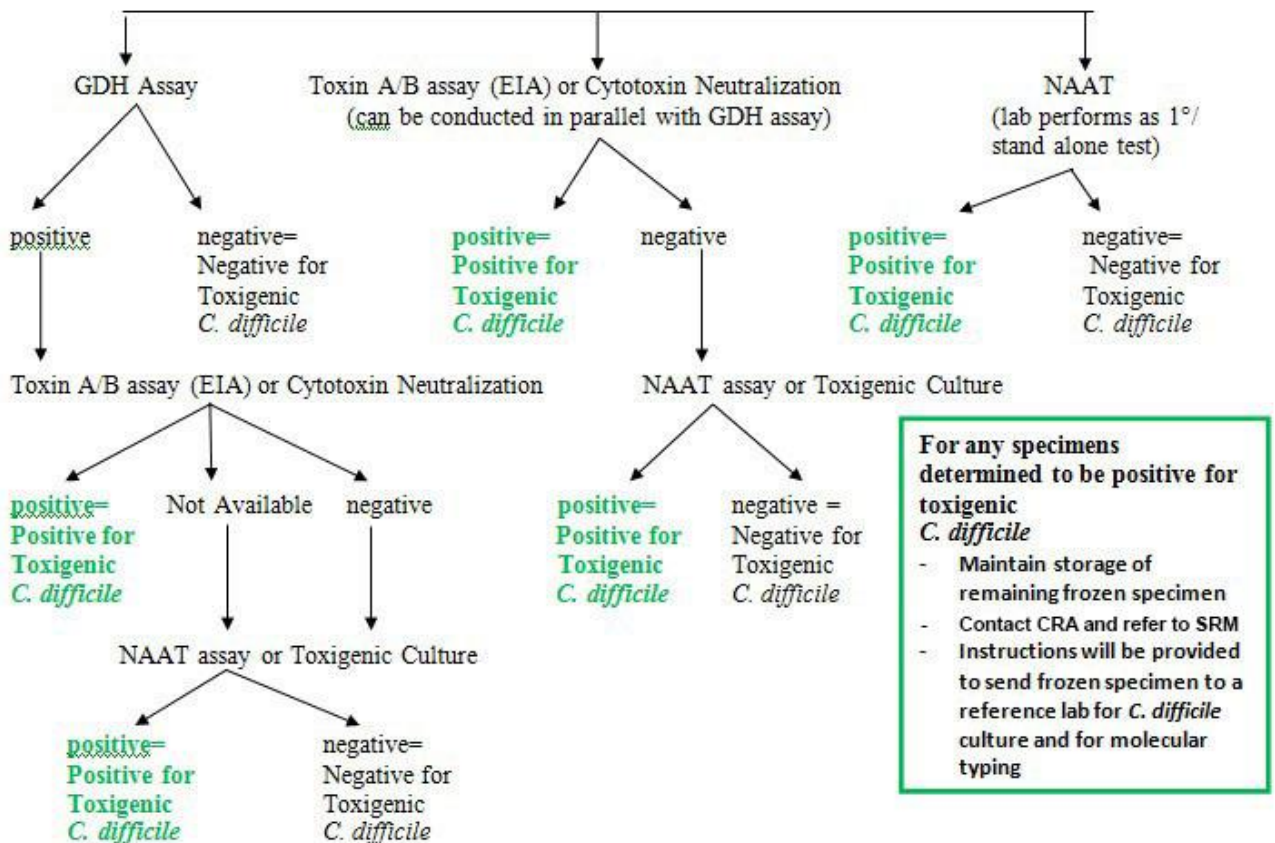 GDH Assay
Toxin A/B assay (EIA) or Cytotoxin Neutralization
(can be conducted in parallel with GDH assay)
NAAT
(lab performs as 1°/
stand alone test)
positive
negative=
Negative for
Toxigenic
C. difficile
positive=
Positive for
Toxigenic
C. difficile
negative
positive=
Positive for
Toxigenic
C. difficile
negative=
Negative for
Toxigenic
C. difficile
Toxin A/B assay (EIA) or Cytotoxin Neutralization
NAAT assay or Toxigenic Culture
positive=
Positive for
Toxigenic
C. difficile
Not Available
negative
positive=
Positive for
Toxigenic
C. difficile
negative =
Negative for
Toxigenic
C. difficile
NAAT assay or Toxigenic Culture
positive=
Positive for
Toxigenic
C. difficile
negative=
Negative for
Toxigenic
C. difficile
For any specimens
determined to be positive for
toxigenic
C. difficile
- Maintain storage of
remaining frozen specimen
- Contact CRA and refer to SRM
- Instructions will be provided
to send frozen specimen to a
reference lab for C. difficile
culture and for molecular
typing